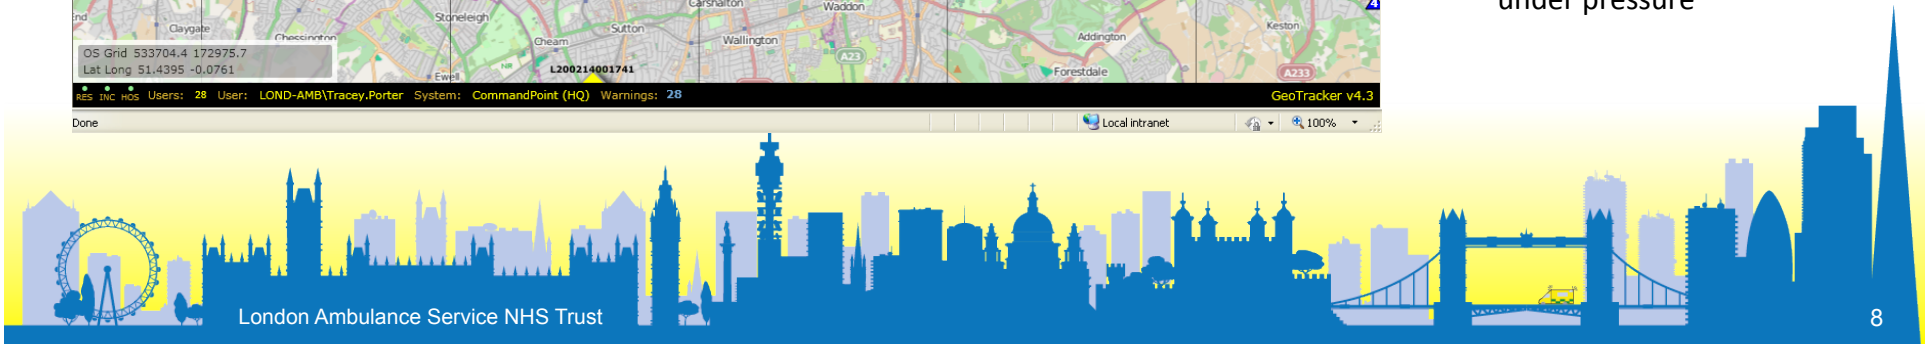 Carshalton
Waddon
under pressure
Stoneleigh
Claygate
Chessington
Sutton
Cheam
Wallington
A23
Addington
Keston
OS Grid 533704.4 172975.7
Lat Long 51.4395 -0.0761
Ewell
L200214001741
Forestdale
A233
RES INC HOS Users: 28 User: LOND-AMB\Tracey.Porter System: CommandPoint (HQ) Warnings: 28 GeoTracker v4.3
Done Local intranet 100%
London Ambulance Service NHS Trust
8